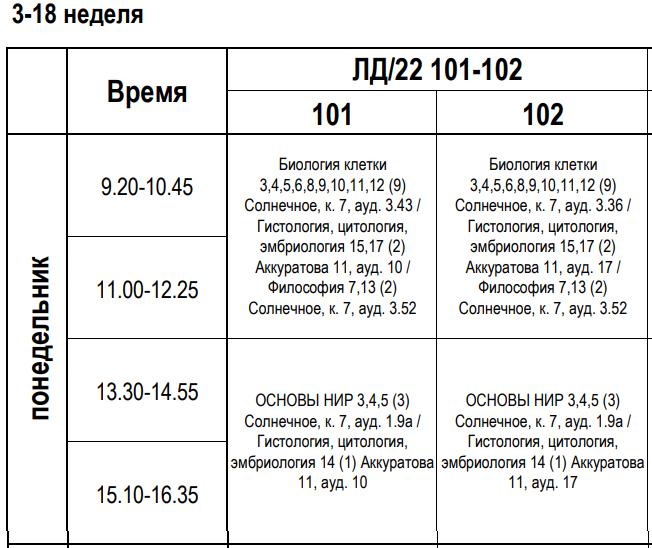 3-18 неделя
Время
ЛД/22 101-102
101
102
понедельник
9.20-10.45
11.00-12.25
Биология клетки
3,4,5,6,8,9,10,11,12 (9)
Солнечное, к. 7, ауд. 3.43 /
Гистология, цитология,
эмбриология 15,17 (2)
Аккуратова 11, ауд. 10 /
Философия 7,13 (2)
Солнечное, к. 7, ауд. 3.52
Биология клетки
3,4,5,6,8,9,10,11,12 (9)
Солнечное, к. 7, ауд. 3.36 /
Гистология, цитология,
эмбриология 15,17 (2)
Аккуратова 11, ауд. 17 /
Философия 7,13 (2)
Солнечное, к. 7, ауд. 3.52
13.30-14.55
15.10-16.35
ОСНОВЫ НИР 3,4,5 (3)
Солнечное, к. 7, ауд. 1.9а /
Гистология, цитология,
эмбриология 14 (1) Аккуратова
11, ауд. 10
ОСНОВЫ НИР 3,4,5 (3)
Солнечное, к. 7, ауд. 1.9а /
Гистология, цитология,
эмбриология 14 (1) Аккуратова
11, ауд. 17